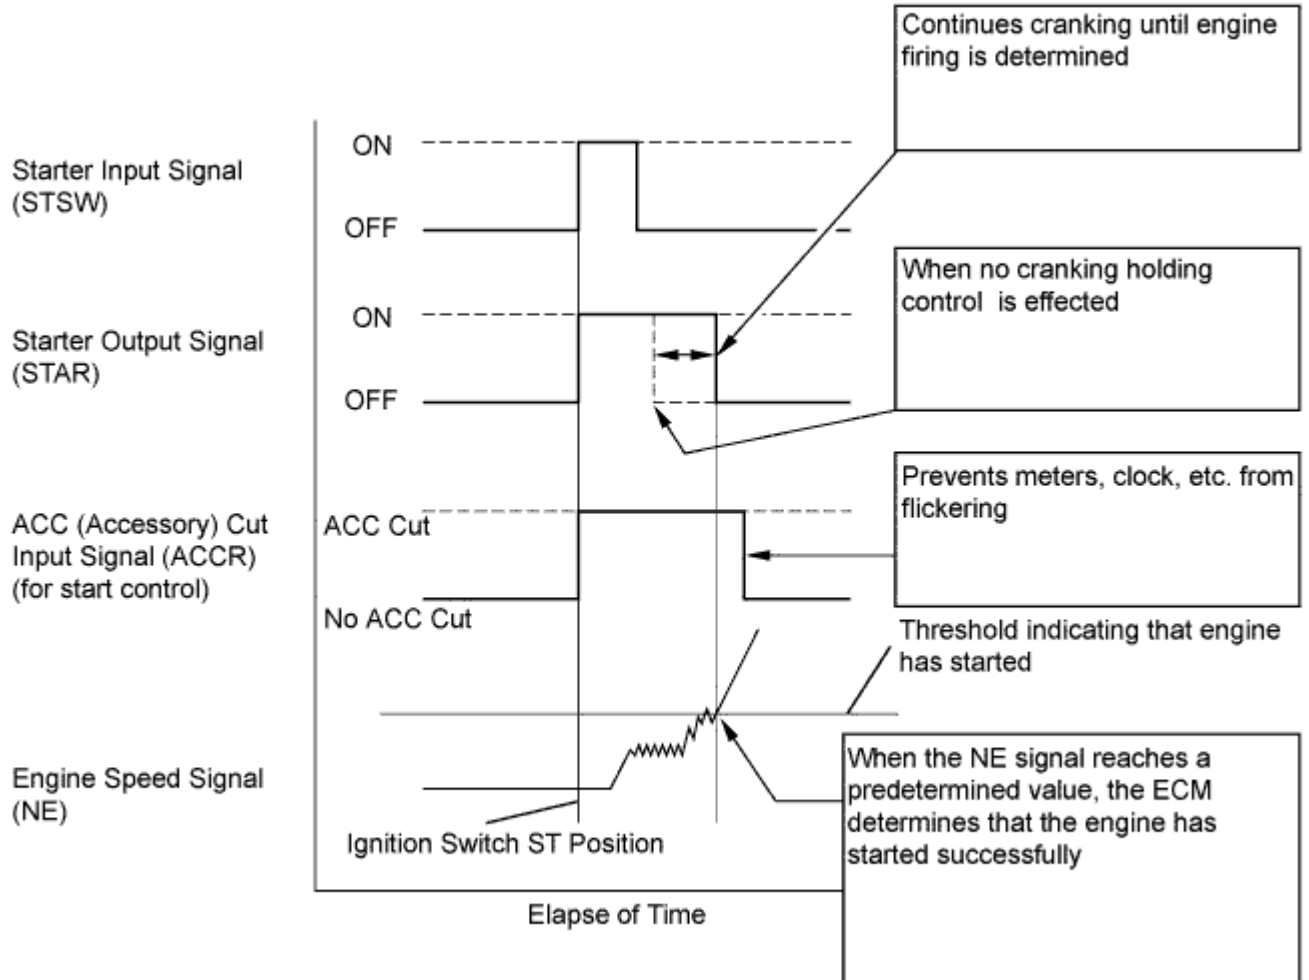 Continues cranking until engine
firing is determined
ON
Starter Input Signal
(STSW)
OFF
When no cranking holding
control is effected
ON
Starter Output Signal
(STAR)
OFF
Prevents meters, clock, etc. from
flickering
ACC (Accessory) Cut
Input Signal (ACCR)
(for start control)
ACC Cut
No ACC Cut
Threshold indicating that engine
has started
Engine Speed Signal
(NE)
When the NE signal reaches a
predetermined value, the ECM
determines that the engine has
started successfully
Ignition Switch ST Position
Elapse of Time